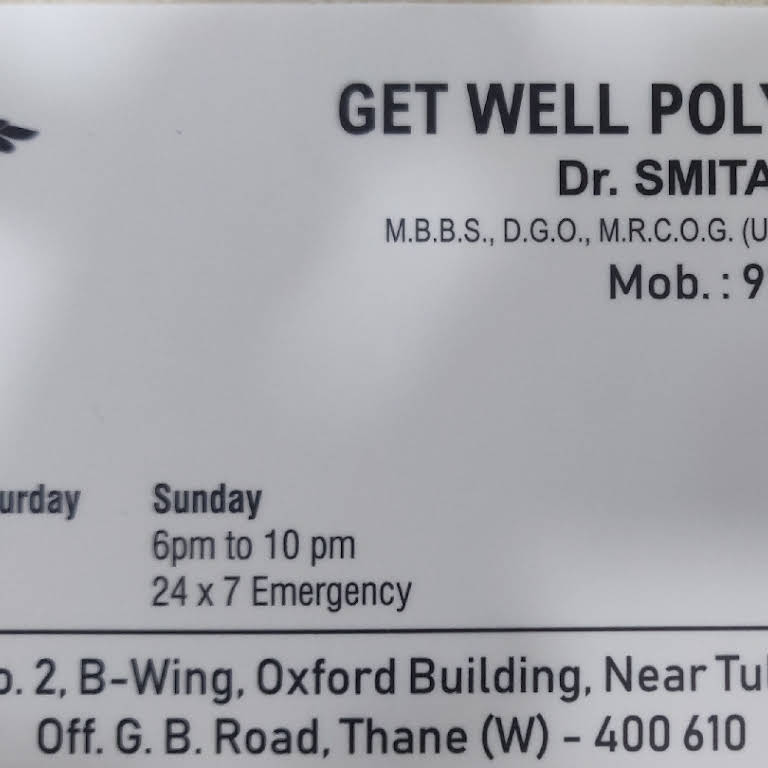 GET WELL POLY
Dr. SMITA
M.B.B.S., D.G.O., M.R.C.O.G. (U
Mob. : 9
urday Sunday
6pm to 10 pm
24 x 7 Emergency
o. 2, B-Wing, Oxford Building, Near Tul
Off. G. B. Road, Thane (W) - 400 610